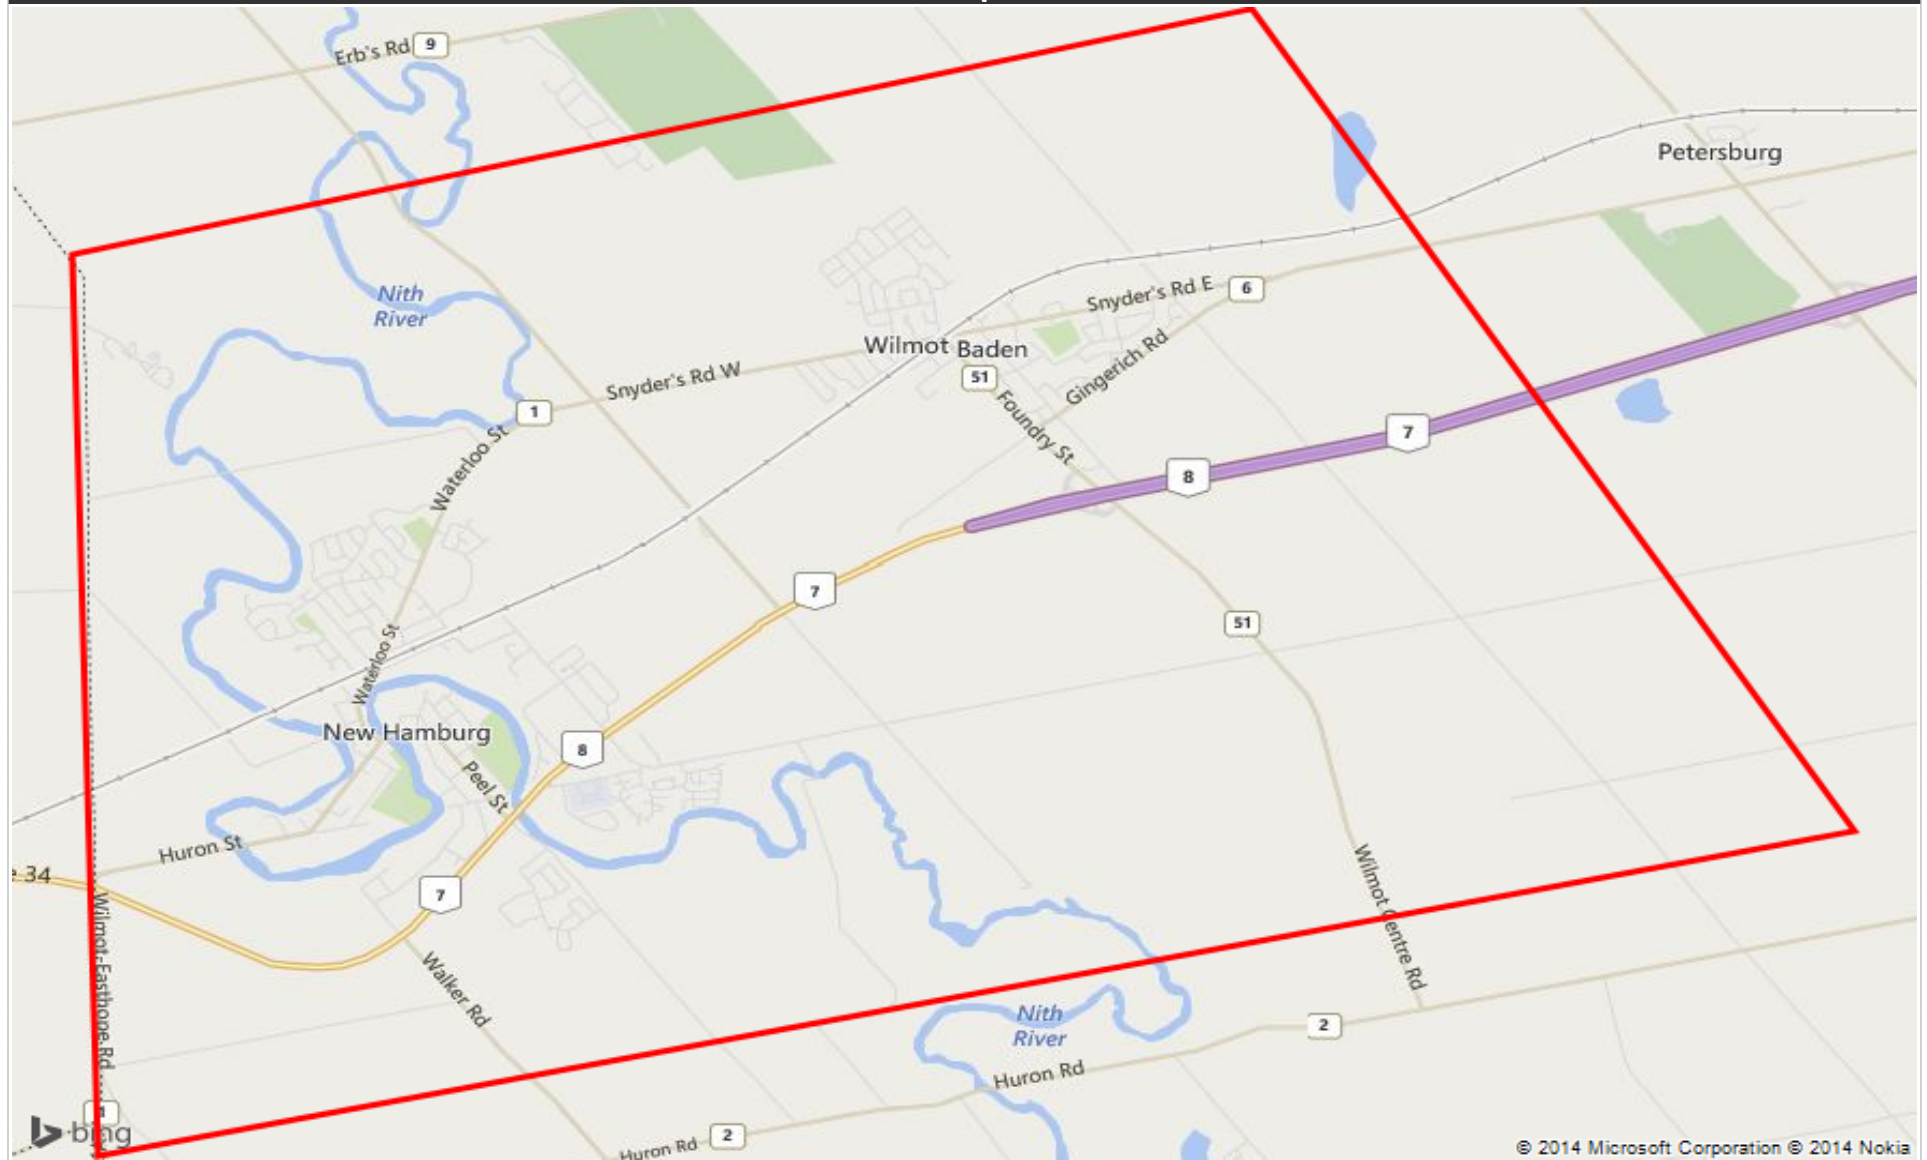 Erb's Rd
9
Petersburg
Nith
River
Snyder's Rd E
6
Wilmot
Baden
51
Snyder's Rd W
Gingerich Rd
1
Foundry St
7
Waterloo St
8
7
51
Waterloo St
New Hamburg
8
Peel St
Huron St
34
7
Wilmot-Easthope Rd
Wilmot Centre Rd
Walker Rd
Nith
River
2
Huron Rd
bing
2
Huron Rd
© 2014 Microsoft Corporation © 2014 Nokia